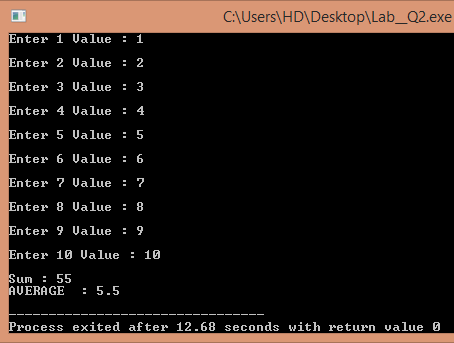 C:\Users\HD\Desktop\Lab__Q2.exe
Enter 1 Value : 1
Enter 2 Value : 2
Enter 3 Value : 3
Enter 4 Value : 4
Enter 5 Value : 5
Enter 6 Value : 6
Enter 7 Value : 7
Enter 8 Value : 8
Enter 9 Value : 9
Enter 10 Value : 10
Sum : 55
AVERAGE  : 5.5
--------------------------------
Process exited after 12.68 seconds with return value 0